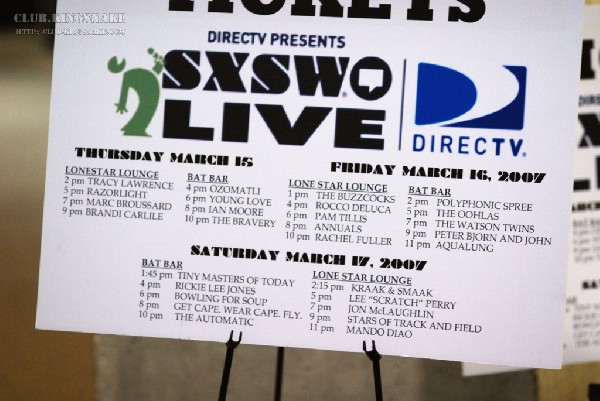 CLUB.KINGSNAKE
TICKETS
DIRECTV PRESENTS
SXSW
LIVE
DIRECTV.
THURSDAY MARCH 15
LONESTAR LOUNGE
2 pm TRACY LAWRENCE
5 pm RAZORLIGHT
7 pm MARC BROUSSARD
9 pm BRANDI CARLILE
BAT BAR
4 pm OZOMATLI
6 pm YOUNG LOVE
8 pm IAN MOORE
10 pm THE BRAVERY
FRIDAY MARCH 16, 2007
LONE STAR LOUNGE
1 pm THE BUZZCOCKS
4 pm ROCCO DELUCA
6 pm PAM TILLIS
8 pm ANNUALS
10 pm RACHEL FULLER
BAT BAR
2 pm POLYPHONIC SPREE
5 pm THE OOHLAS
7 pm THE WATSON TWINS
9 pm PETER BJORN AND JOHN
11 pm AQUALUNG
SATURDAY MARCH 17, 2007
BAT BAR
1:45 pm TINY MASTERS OF TODAY
4 pm RICKIE LEE JONES
6 pm BOWLING FOR SOUP
8 pm GET CAPE. WEAR CAPE. FLY.
10 pm THE AUTOMATIC
LONE STAR LOUNGE
2:15 pm KRAAK & SMAAK
5 pm LEE "SCRATCH" PERRY
7 pm JON McLAUGHLIN
9 pm STARS OF TRACK AND FIELD
11 pm MANDO DIAO